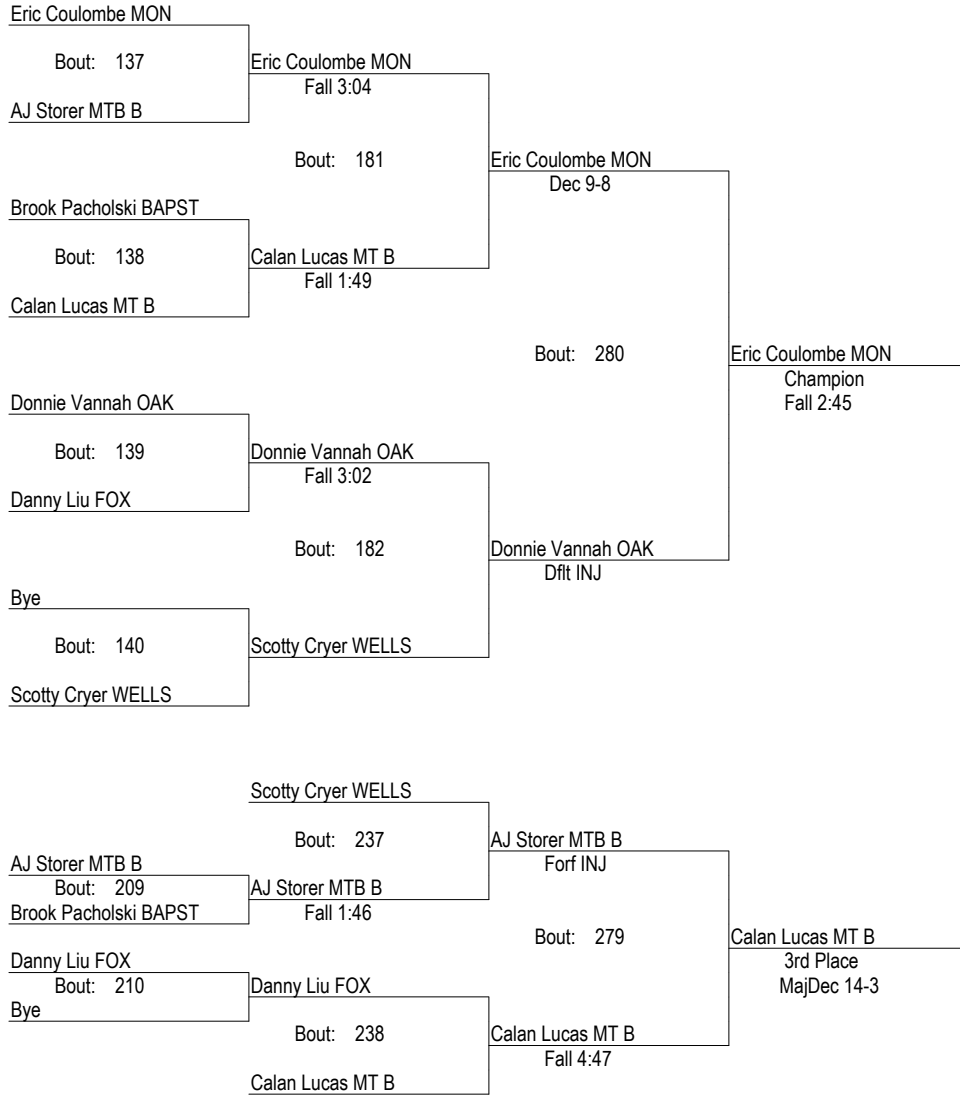 Eric Coulombe MON
Bout: 137
Eric Coulombe MON
Fall 3:04
AJ Storer MTB B
Bout: 181
Eric Coulombe MON
Dec 9-8
Brook Pacholski BAPST
Bout: 138
Calan Lucas MT B
Fall 1:49
Calan Lucas MT B
Bout: 280
Eric Coulombe MON
Champion
Fall 2:45
Donnie Vannah OAK
Bout: 139
Donnie Vannah OAK
Fall 3:02
Danny Liu FOX
Bout: 182
Donnie Vannah OAK
Dflt INJ
Bye
Bout: 140
Scotty Cryer WELLS
Scotty Cryer WELLS
Scotty Cryer WELLS
Bout: 237
AJ Storer MTB B
Forf INJ
AJ Storer MTB B
Bout: 209
AJ Storer MTB B
Brook Pacholski BAPST
Fall 1:46
Bout: 279
Calan Lucas MT B
3rd Place
MajDec 14-3
Danny Liu FOX
Bout: 210
Danny Liu FOX
Bye
Bout: 238
Calan Lucas MT B
Fall 4:47
Calan Lucas MT B